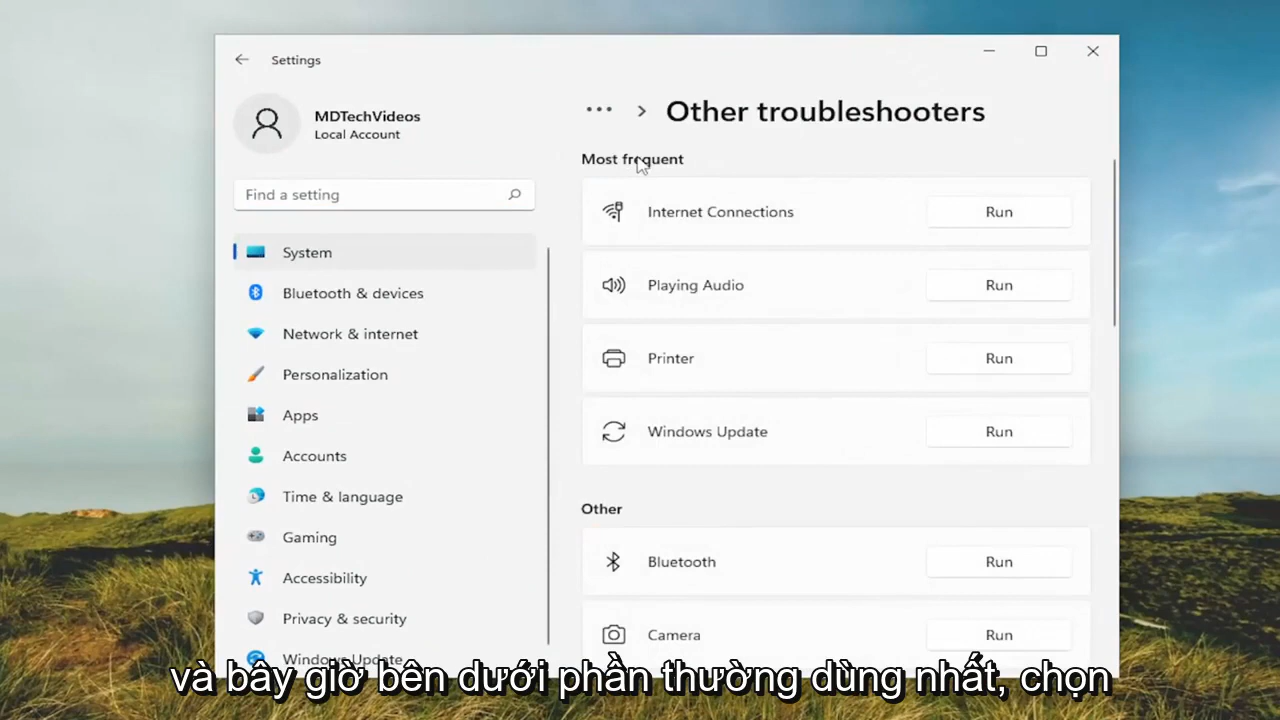 Settings
MDTechVideos
Local Account
Find a setting
System
Bluetooth & devices
Network & internet
Personalization
Apps
Accounts
Time & language
Gaming
Accessibility
Privacy & security
Windows Update
... > Other troubleshooters
Most frequent
Internet Connections Run
Playing Audio Run
Printer Run
Windows Update Run
Other
Bluetooth Run
Camera Run
và bây giờ bên dưới phần thường dùng nhất, chọn